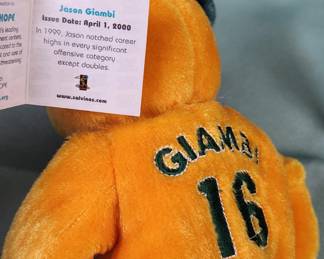 HOPE
Jason Giambi
Issue Date: April 1, 2000
In 1999, Jason notched career
highs in every significant
offensive category
except doubles.
www.salvinos.com
GIAMBI
16